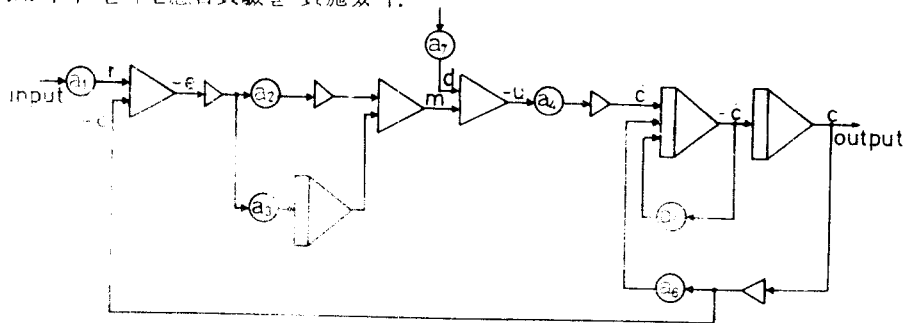 a₇
a₁ r -e a₂ m d -u a₄ ċ -ċ c
input
-c
output
a₃
a₆